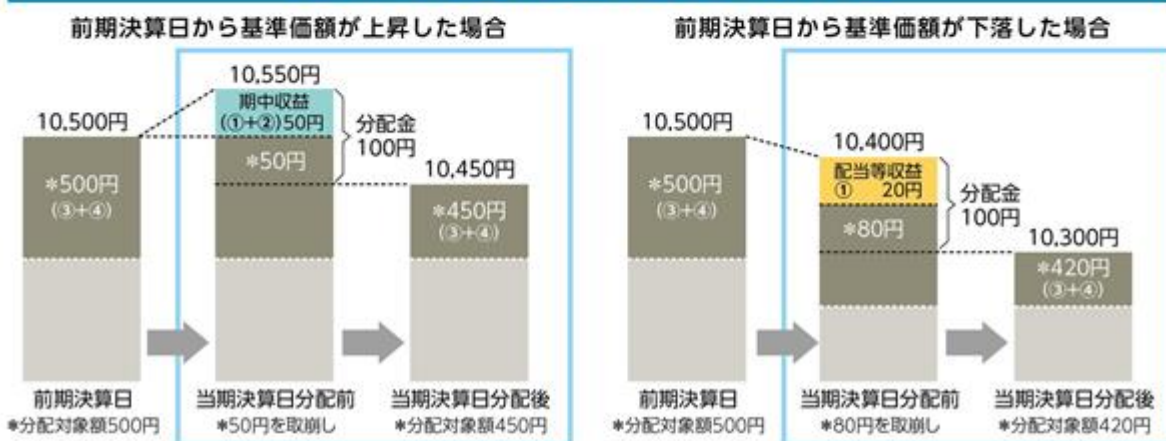 前期決算日から基準価額が上昇した場合
10,550円
期中収益
(①+②)50円
10,500円
分配金
100円
*50円
10,450円
*500円
(③+④)
*450円
(③+④)
前期決算日
*分配対象額500円
当期決算日分配前
*50円を取崩し
当期決算日分配後
*分配対象額450円
前期決算日から基準価額が下落した場合
10,500円
10,400円
配当等収益
① 20円
*500円
(③+④)
分配金
100円
*80円
10,300円
*420円
(③+④)
前期決算日
*分配対象額500円
当期決算日分配前
*80円を取崩し
当期決算日分配後
*分配対象額420円